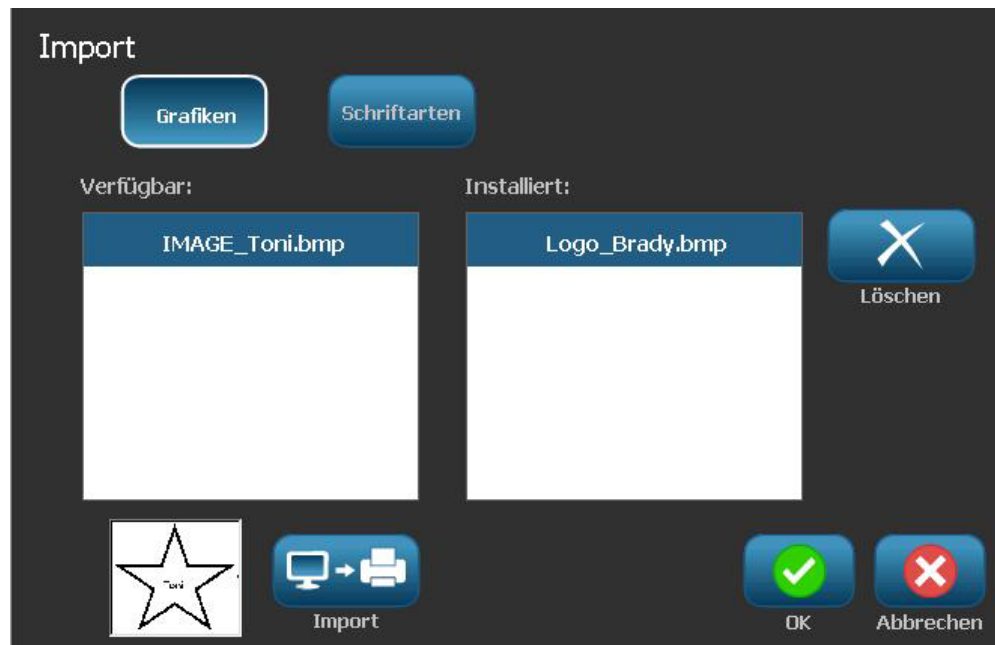 Import
Grafiken
Schriftarten
Verfügbar:
Installiert:
IMAGE_Toni.bmp
Logo_Brady.bmp
Löschen
Toni
Import
OK
Abbrechen